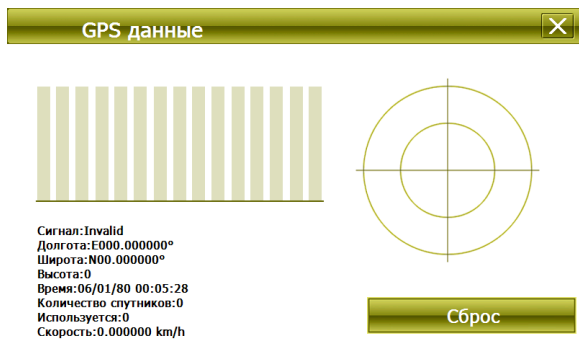 GPS данные
Сигнал:Invalid
Долгота:E000.000000°
Широта:N00.000000°
Высота:0
Время:06/01/80 00:05:28
Количество спутников:0
Используется:0
Скорость:0.000000 km/h
Сброс